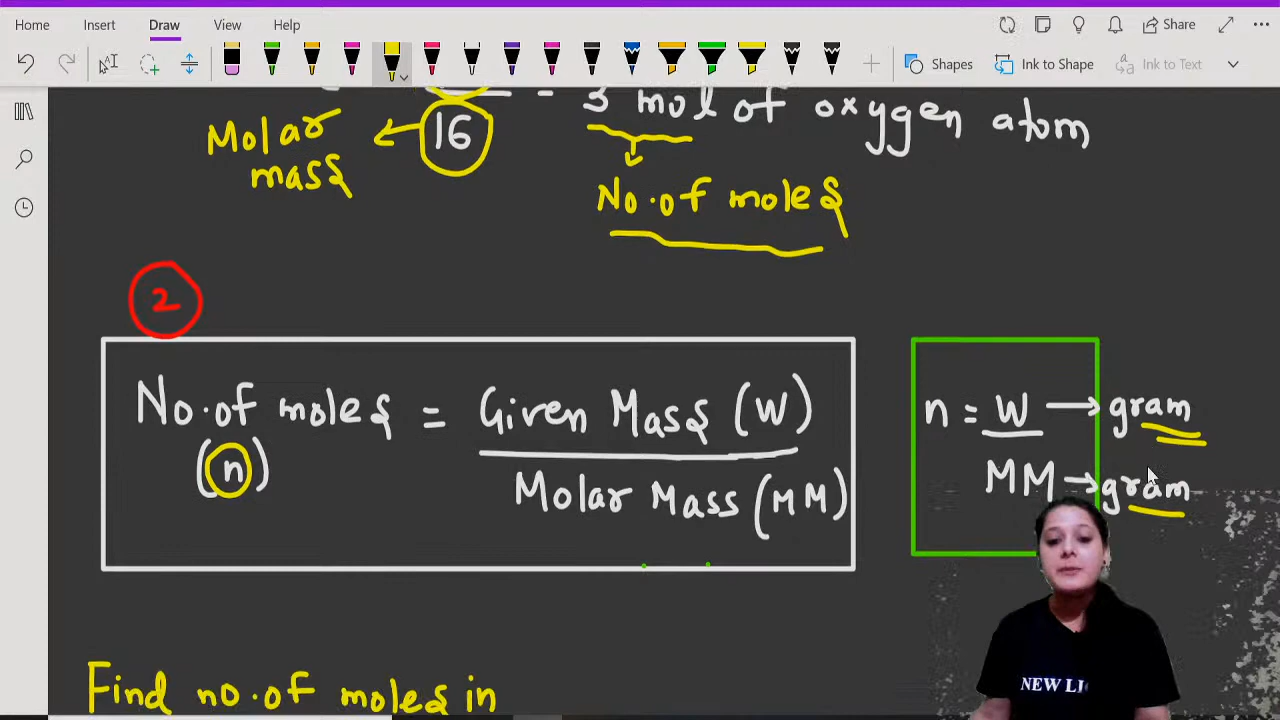 Home Insert Draw View Help Share
Shapes Ink to Shape Ink to Text
3 mol of oxygen atom
Molar
mass
16
No. of moles
2
No. of moles = Given Mass (W)
(n)
Molar Mass (MM)
n = W → gram
MM → gram
NEW LI
Find no. of moles in